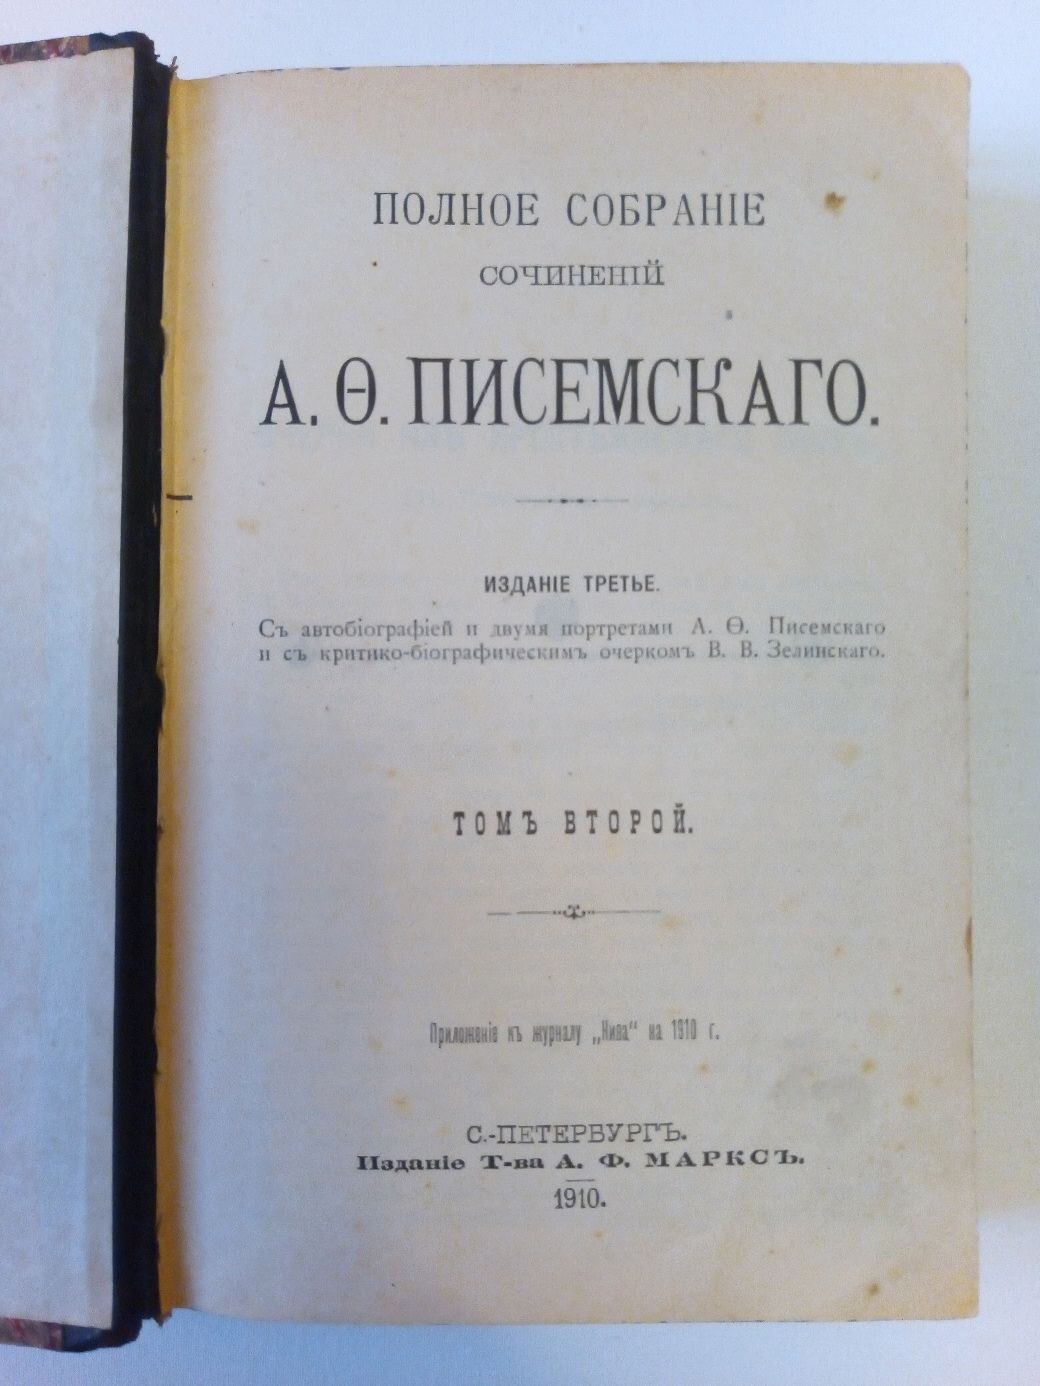 ПОЛНОЕ СОБРАНІЕ
СОЧИНЕНІЙ
А. Ѳ. ПИСЕМСКАГО.
ИЗДАНІЕ ТРЕТЬЕ.
Съ автобіографіей и двумя портретами А. Ѳ. Писемскаго
и съ критико-біографическимъ очеркомъ В. В. Зелинскаго.
ТОМЪ ВТОРОЙ.
Приложеніе къ журналу „Нива“ на 1910 г.
С.-ПЕТЕРБУРГЪ.
Изданіе Т-ва А. Ф. МАРКСЪ.
1910.